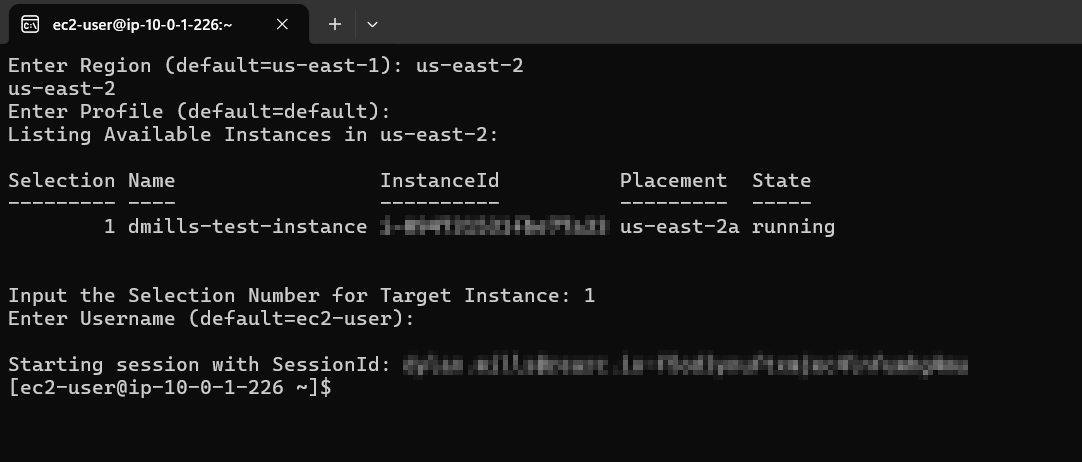 ec2-user@ip-10-0-1-226:~
Enter Region (default=us-east-1): us-east-2
us-east-2
Enter Profile (default=default):
Listing Available Instances in us-east-2:
Selection Name                 InstanceId          Placement  State
--------- ----                 ----------          ---------  -----
        1 dmills-test-instance                     us-east-2a running
Input the Selection Number for Target Instance: 1
Enter Username (default=ec2-user):
Starting session with SessionId:
[ec2-user@ip-10-0-1-226 ~]$